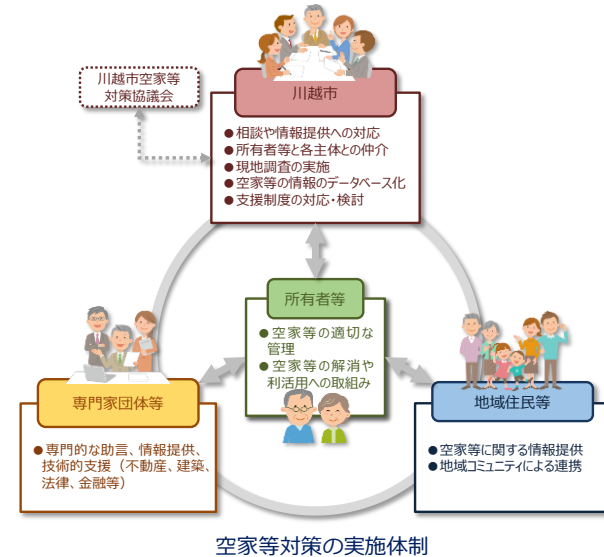 川越市空家等
対策協議会
川越市
●相談や情報提供への対応
●所有者等と各主体との仲介
●現地調査の実施
●空家等の情報のデータベース化
●支援制度の対応・検討
所有者等
●空家等の適切な
管理
●空家等の解消や
利活用への取組み
専門家団体等
●専門的な助言、情報提供、
技術的支援（不動産、建築、
法律、金融等）
地域住民等
●空家等に関する情報提供
●地域コミュニティによる連携
空家等対策の実施体制